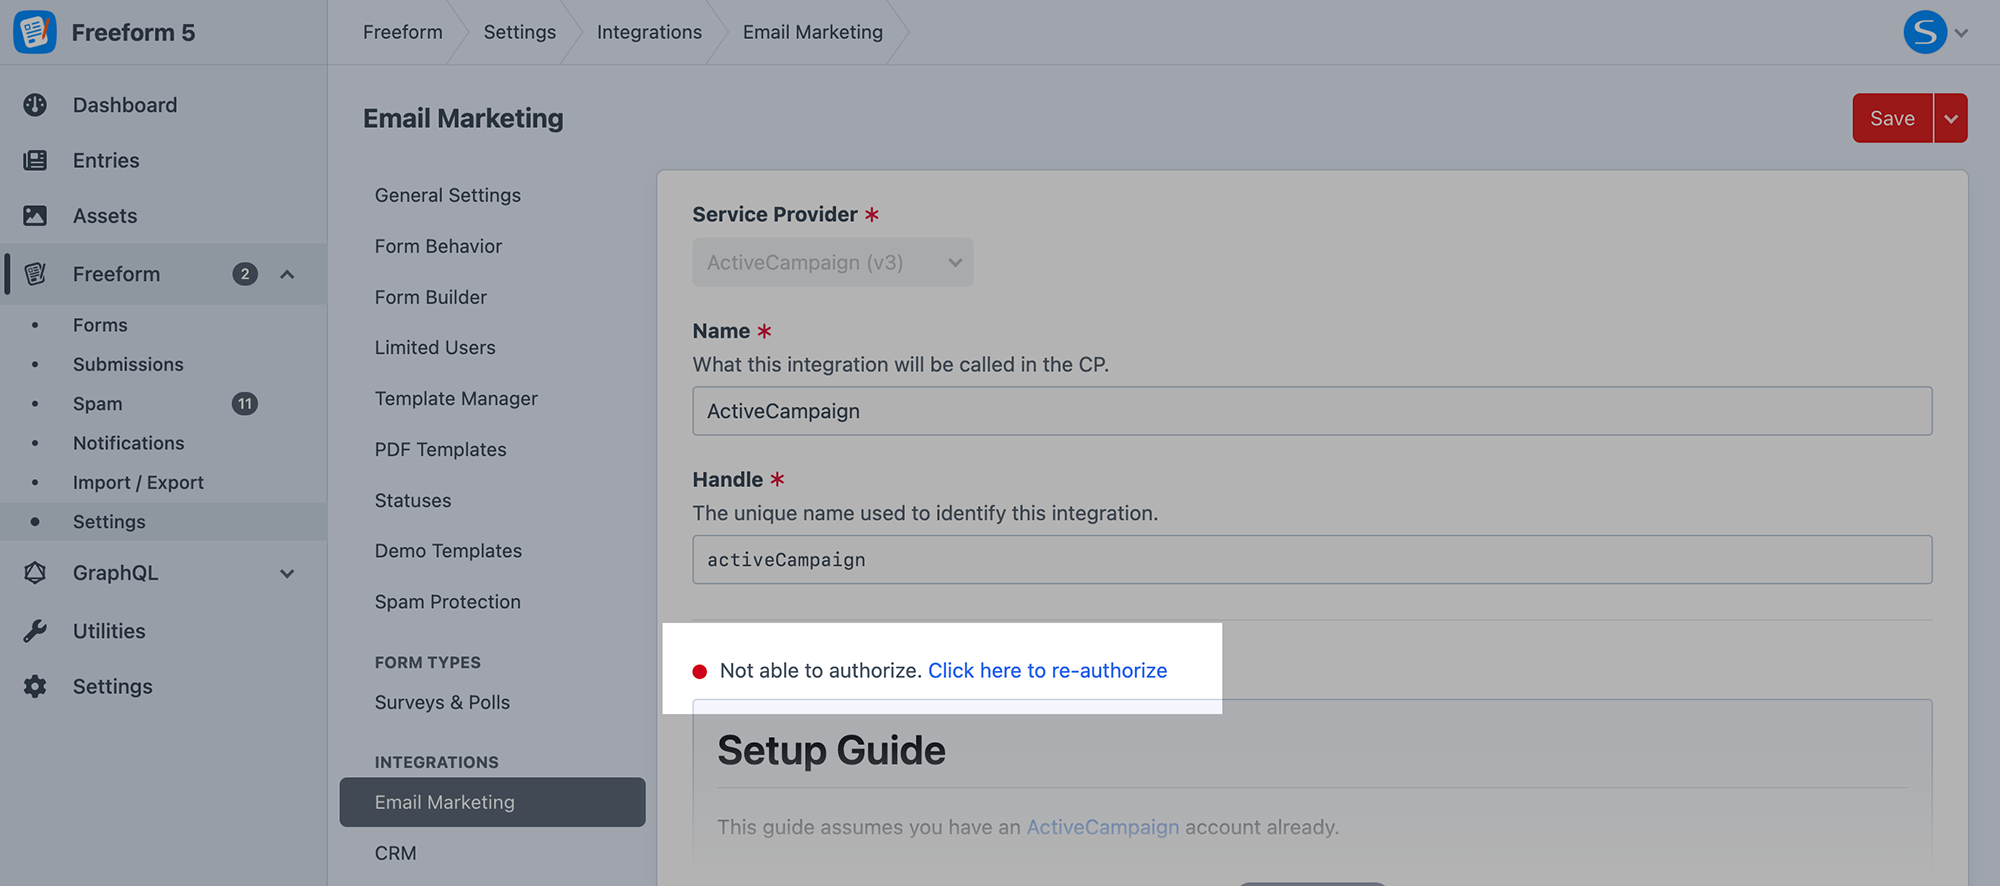 Freeform 5
Freeform
Settings
Integrations
Email Marketing
S
Dashboard
Entries
Assets
Freeform 2
Forms
Submissions
Spam 11
Notifications
Import / Export
Settings
GraphQL
Utilities
Settings
Email Marketing
Save
General Settings
Form Behavior
Form Builder
Limited Users
Template Manager
PDF Templates
Statuses
Demo Templates
Spam Protection
FORM TYPES
Surveys & Polls
INTEGRATIONS
Email Marketing
CRM
Service Provider *
ActiveCampaign (v3)
Name *
What this integration will be called in the CP.
ActiveCampaign
Handle *
The unique name used to identify this integration.
activeCampaign
Not able to authorize. Click here to re-authorize
Setup Guide
This guide assumes you have an ActiveCampaign account already.